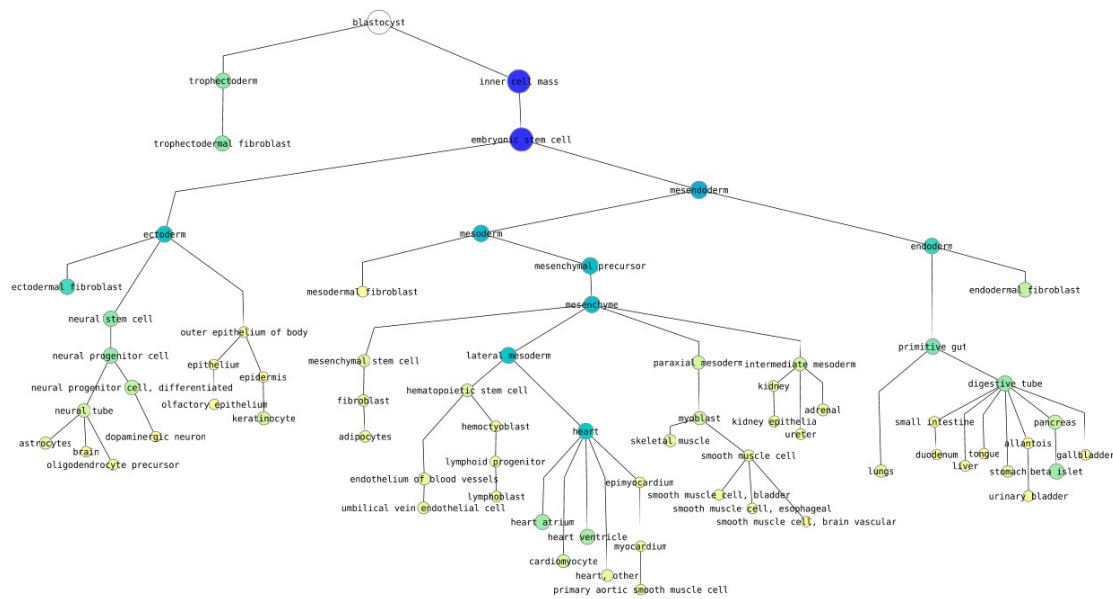 blastocyst
trophectoderm
inner cell mass
trophectodermal fibroblast
embryonic stem cell
mesendoderm
ectoderm
mesoderm
endoderm
mesenchymal precursor
ectodermal fibroblast
mesodermal fibroblast
endodermal fibroblast
mesenchyme
neural stem cell
outer epithelium of body
primitive gut
neural progenitor cell
mesenchymal stem cell
lateral mesoderm
paraxial mesoderm
intermediate mesoderm
epithelium
epidermis
digestive tube
neural progenitor cell, differentiated
hematopoietic stem cell
kidney
fibroblast
olfactory epithelium
neural tube
keratinocyte
myoblast
adrenal
kidney epithelia
small intestine
pancreas
hemoctyoblast
heart
ureter
adipocytes
dopaminergic neuron
astrocytes
skeletal muscle
allantois
brain
duodenum
tongue
gallbladder
smooth muscle cell
oligodendrocyte precursor
lymphoid progenitor
liver
lungs
stomach
beta islet
endothelium of blood vessels
epimyocardium
lymphoblast
smooth muscle cell, bladder
urinary bladder
umbilical vein endothelial cell
smooth muscle cell, esophageal
heart atrium
smooth muscle cell, brain vascular
heart ventricle
myocardium
cardiomyocyte
heart, other
primary aortic smooth muscle cell